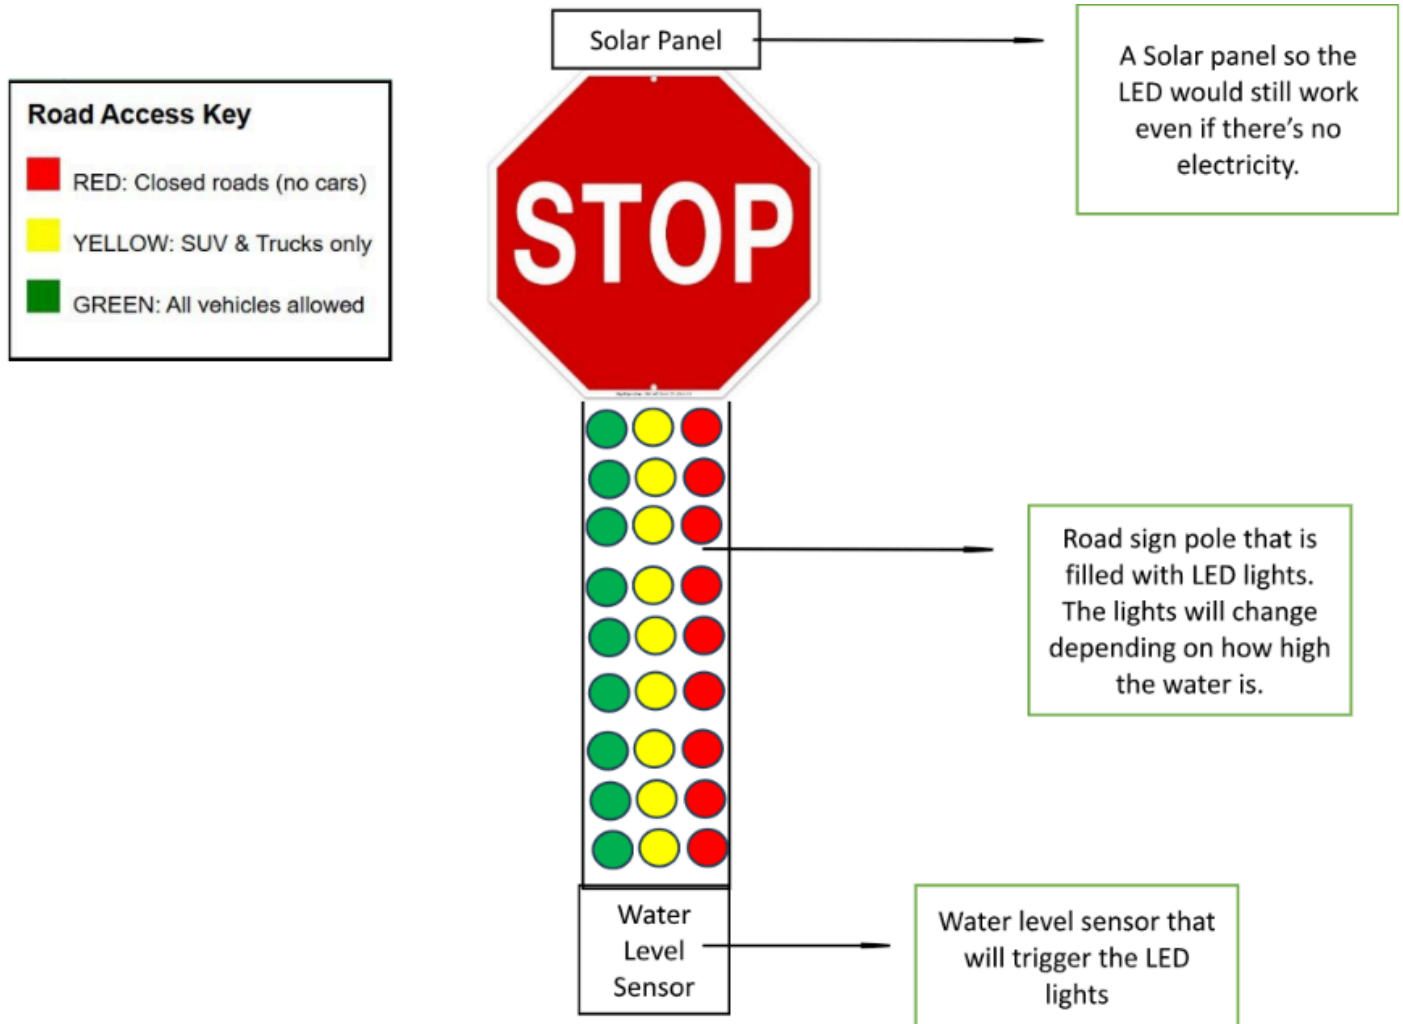 Solar Panel
A Solar panel so the
LED would still work
even if there's no
electricity.
Road Access Key
RED: Closed roads (no cars)
YELLOW: SUV & Trucks only
GREEN: All vehicles allowed
STOP
Road sign pole that is
filled with LED lights.
The lights will change
depending on how high
the water is.
Water
Level
Sensor
Water level sensor that
will trigger the LED
lights